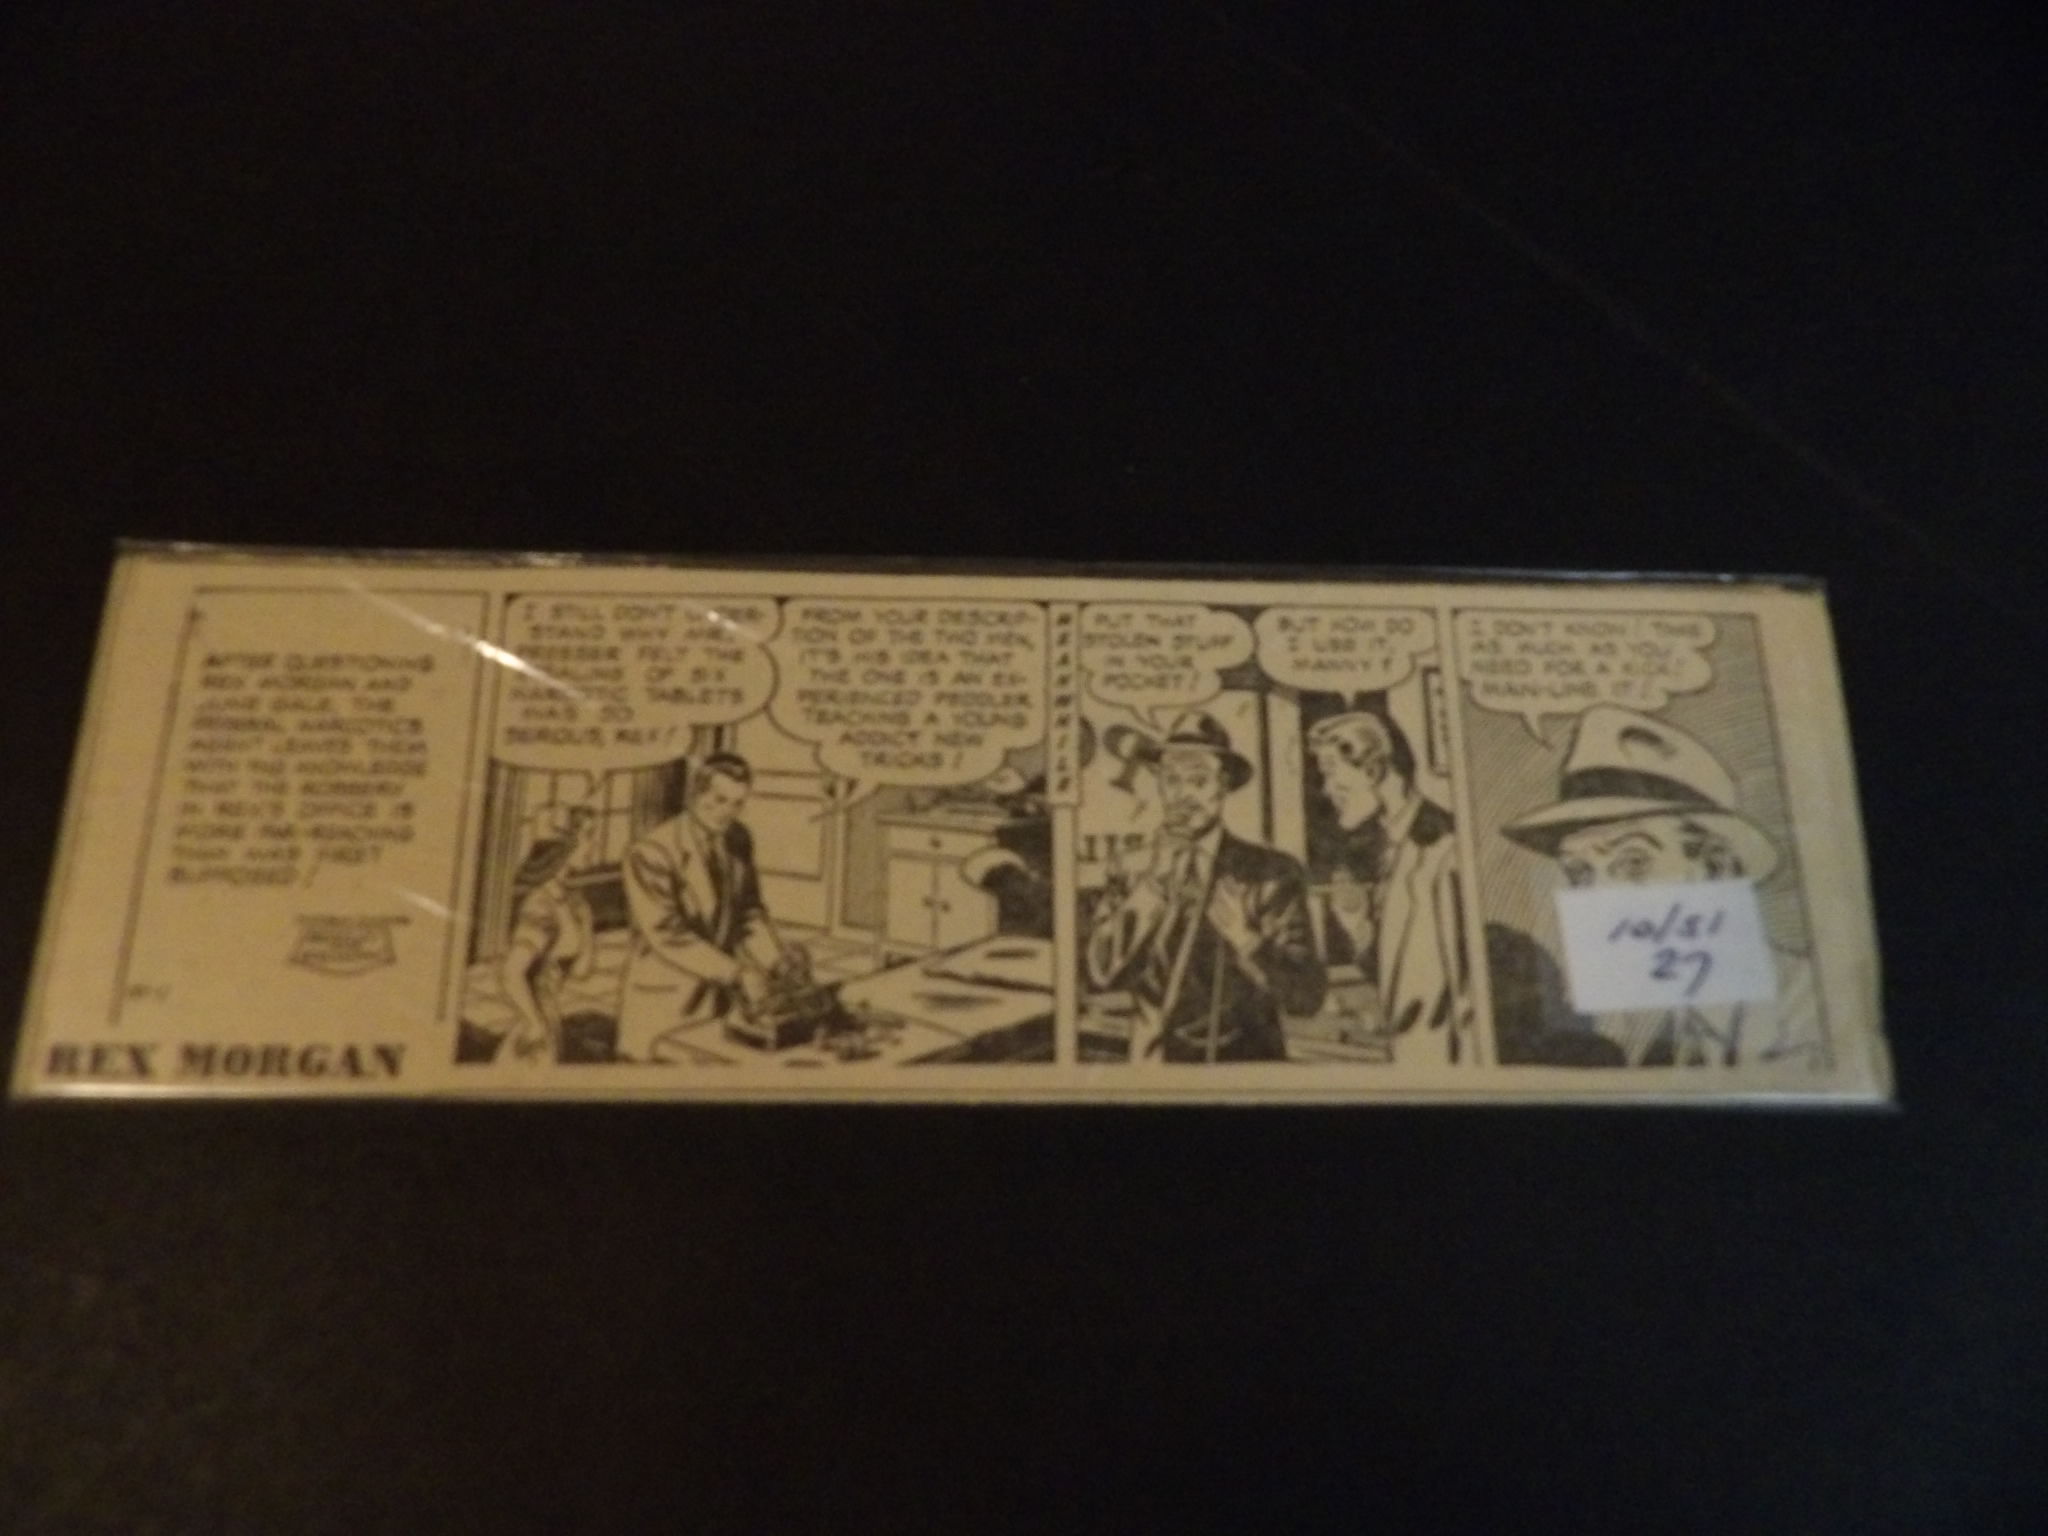 AFTER QUESTIONING
REX MORGAN AND
JUNE GALE, THE
FEDERAL NARCOTICS
AGENT LEAVES THEM
WITH THE KNOWLEDGE
THAT THE ROBBERY
IN REX'S OFFICE IS
MORE FAR-REACHING
THAN WAS FIRST
SUPPOSED!
REX MORGAN
I STILL DON'T UNDER-
STAND WHY MR.
FELT THE
STEALING OF SIX
NARCOTIC TABLETS
WAS SO
SERIOUS, REX!
FROM YOUR DESCRIP-
TION OF THE TWO MEN,
IT'S HIS IDEA THAT
THE ONE IS AN EX-
PERIENCED PEDDLER
TEACHING A YOUNG
ADDICT NEW
TRICKS!
MEANWHILE
PUT THAT
STOLEN STUFF
IN YOUR
POCKET!
BUT HOW DO
I USE IT,
MANNY?
I DON'T KNOW! THIS
AS MUCH AS YOU
NEED FOR A KICK!
MAIN-LINE IT!
10/51
27